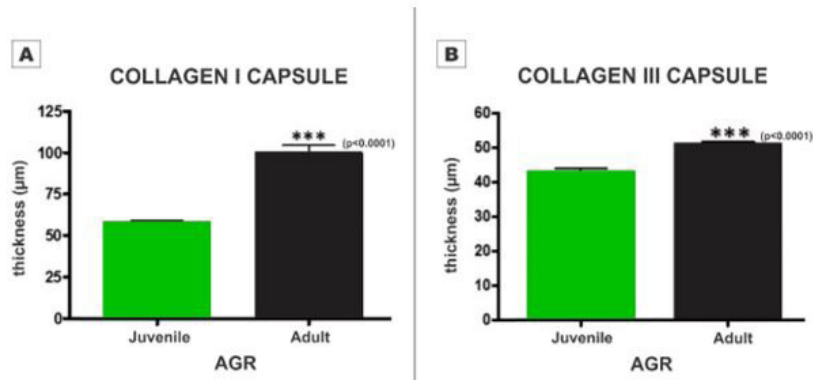 A
COLLAGEN I CAPSULE
thickness (µm)
125
100
75
50
25
0
*** (p<0.0001)
Juvenile Adult
AGR
B
COLLAGEN III CAPSULE
thickness (µm)
60
50
40
30
20
10
0
*** (p<0.0001)
Juvenile Adult
AGR